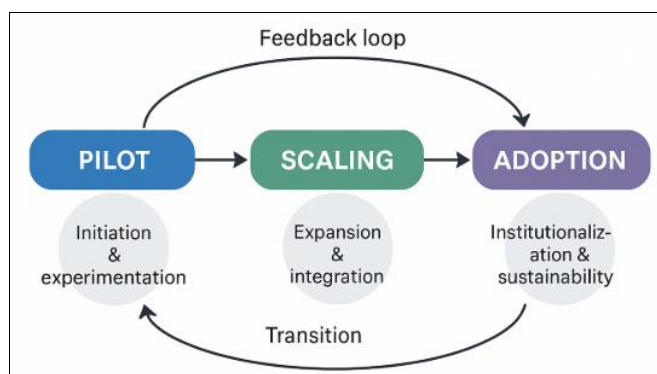 Feedback loop
PILOT
SCALING
ADOPTION
Initiation
&
experimentation
Expansion
&
integration
Institutionaliz-
ation &
sustainability
Transition